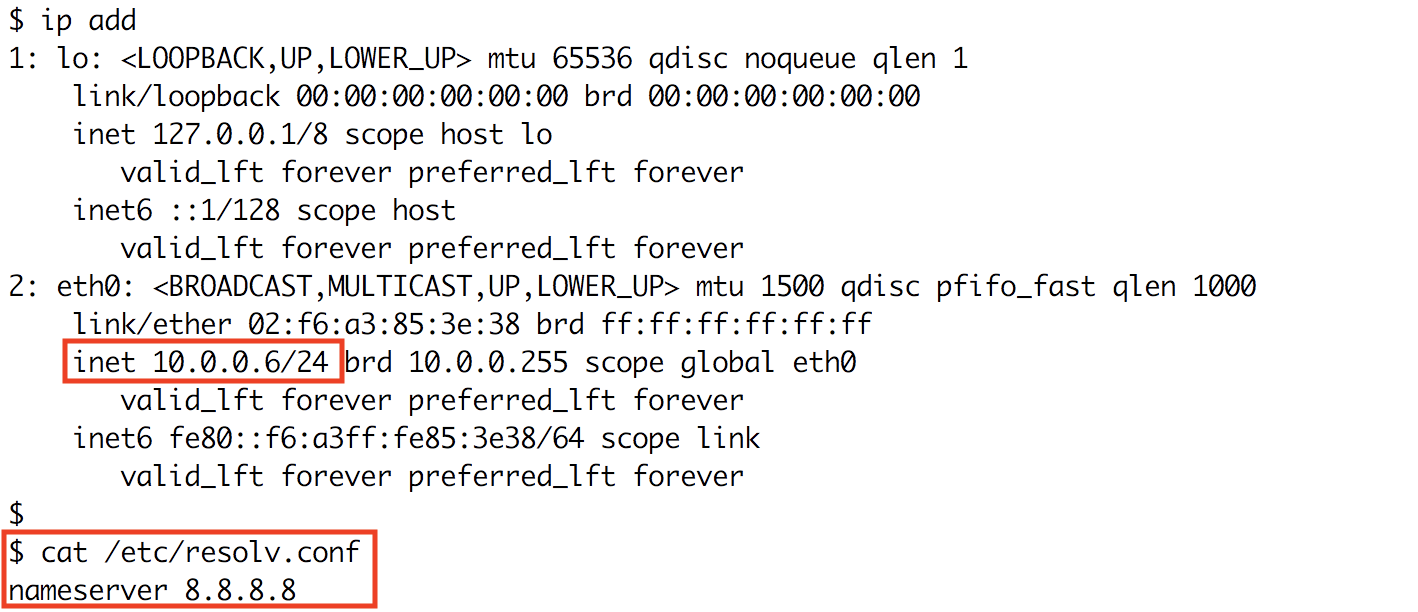 $ ip add
1: lo: <LOOPBACK,UP,LOWER_UP> mtu 65536 qdisc noqueue qlen 1
    link/loopback 00:00:00:00:00:00 brd 00:00:00:00:00:00
    inet 127.0.0.1/8 scope host lo
       valid_lft forever preferred_lft forever
    inet6 ::1/128 scope host
       valid_lft forever preferred_lft forever
2: eth0: <BROADCAST,MULTICAST,UP,LOWER_UP> mtu 1500 qdisc pfifo_fast qlen 1000
    link/ether 02:f6:a3:85:3e:38 brd ff:ff:ff:ff:ff:ff
    inet 10.0.0.6/24 brd 10.0.0.255 scope global eth0
       valid_lft forever preferred_lft forever
    inet6 fe80::f6:a3ff:fe85:3e38/64 scope link
       valid_lft forever preferred_lft forever
$
$ cat /etc/resolv.conf
nameserver 8.8.8.8